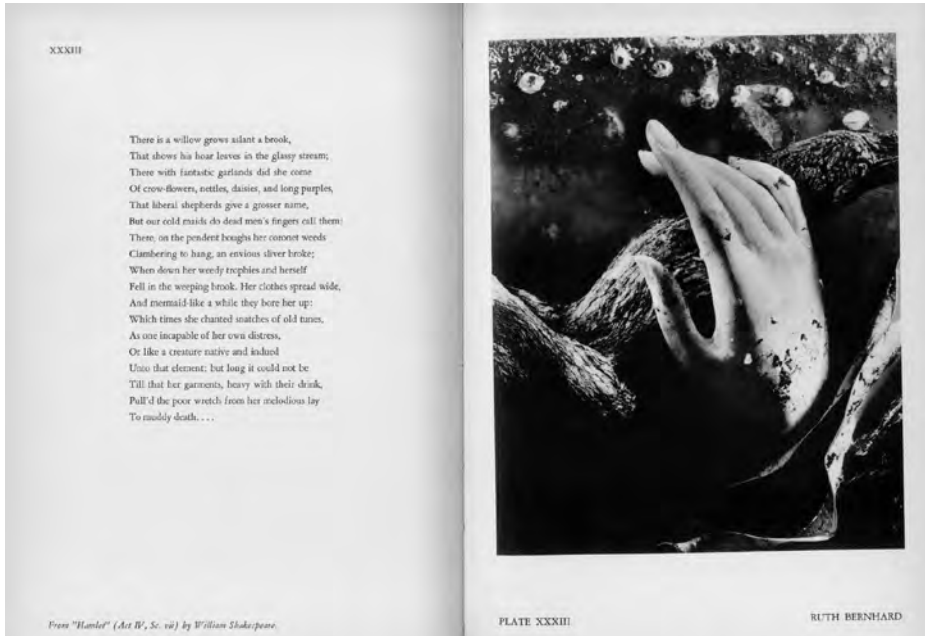 XXXIII
There is a willow grows aslant a brook,
That shows his hoar leaves in the glassy stream;
There with fantastic garlands did she come
Of crow-flowers, nettles, daisies, and long purples,
That liberal shepherds give a grosser name,
But our cold maids do dead men's fingers call them:
There, on the pendent boughs her coronet weeds
Clambering to hang, an envious sliver broke;
When down her weedy trophies and herself
Fell in the weeping brook. Her clothes spread wide,
And mermaid-like a while they bore her up:
Which times she chanted snatches of old tunes,
As one incapable of her own distress,
Or like a creature native and indued
Unto that element: but long it could not be
Till that her garments, heavy with their drink,
Pull'd the poor wretch from her melodious lay
To muddy death. . . .
From "Hamlet" (Act IV, Sc. vii) by William Shakespeare.
PLATE XXXIII
RUTH BERNHARD